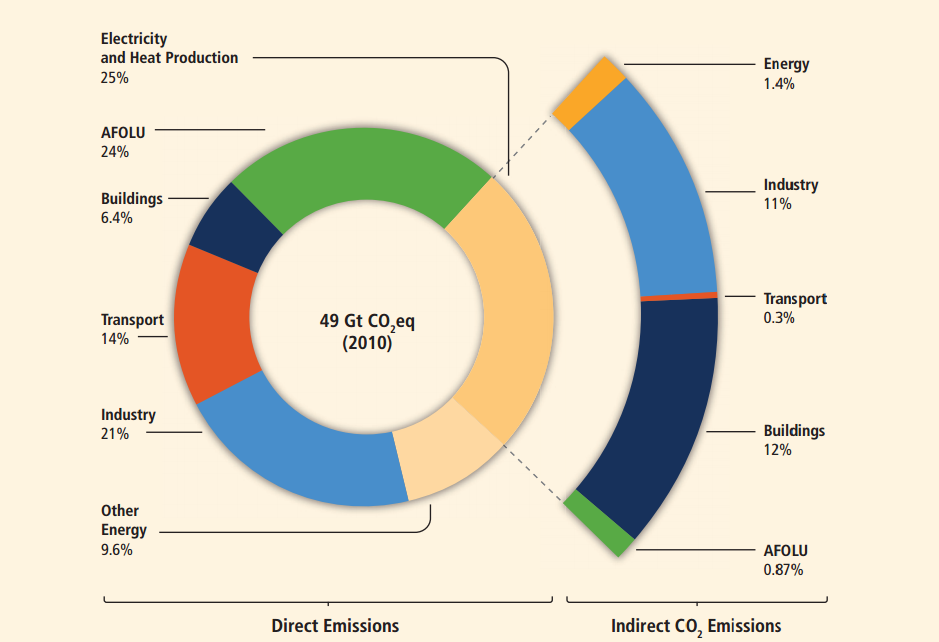 Electricity
and Heat Production
25%
AFOLU
24%
Buildings
6.4%
Transport
14%
Industry
21%
Other
Energy
9.6%
49 Gt CO₂eq
(2010)
Energy
1.4%
Industry
11%
Transport
0.3%
Buildings
12%
AFOLU
0.87%
Direct Emissions
Indirect CO₂ Emissions